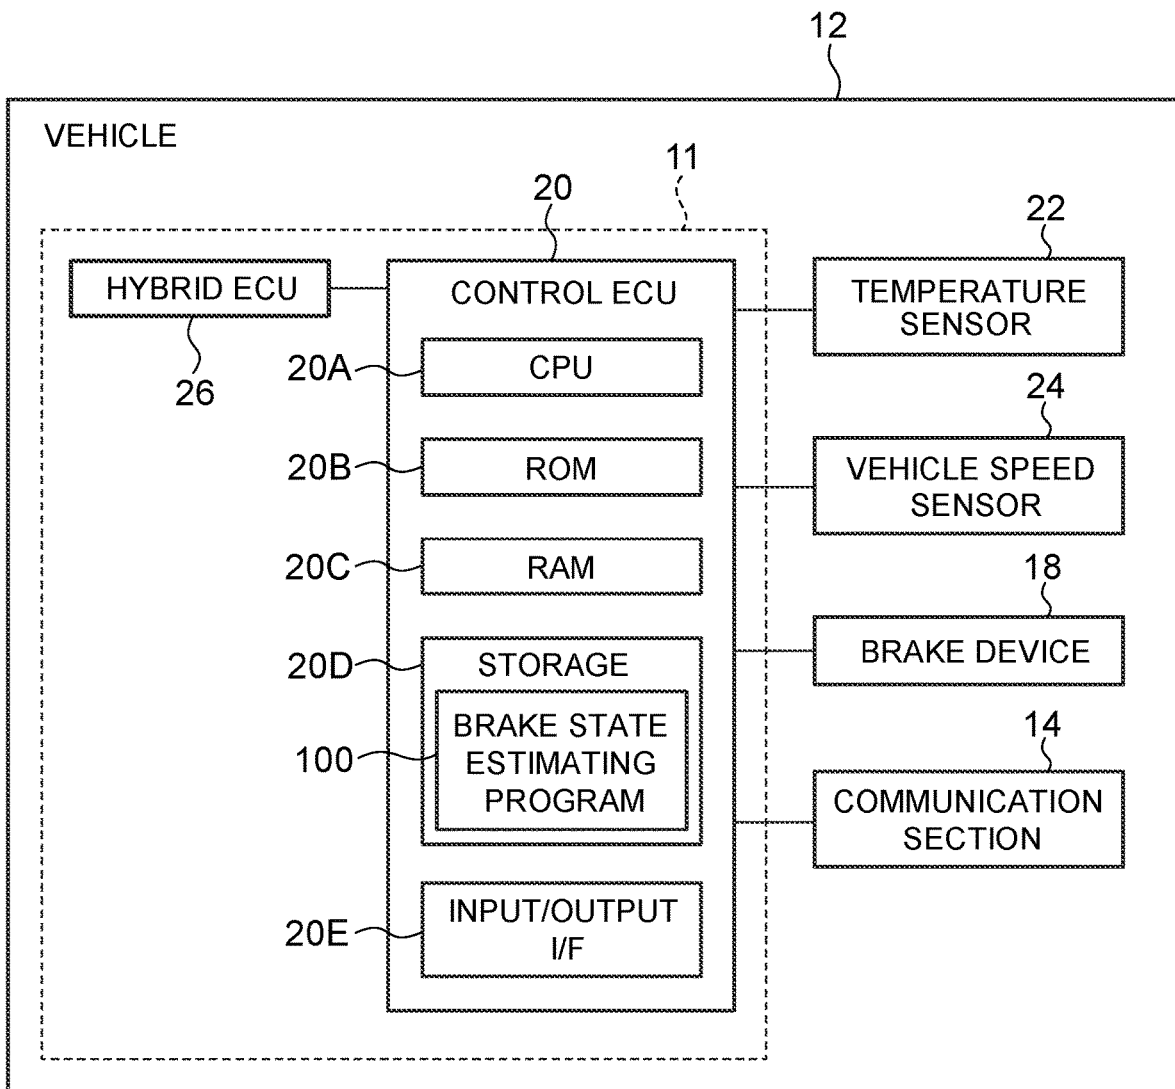 12
VEHICLE
11
20
22
HYBRID ECU
26
CONTROL ECU
TEMPERATURE
SENSOR
20A
CPU
24
20B
ROM
VEHICLE SPEED
SENSOR
20C
RAM
18
BRAKE DEVICE
20D
STORAGE
100
BRAKE STATE
ESTIMATING
PROGRAM
14
COMMUNICATION
SECTION
20E
INPUT/OUTPUT
I/F